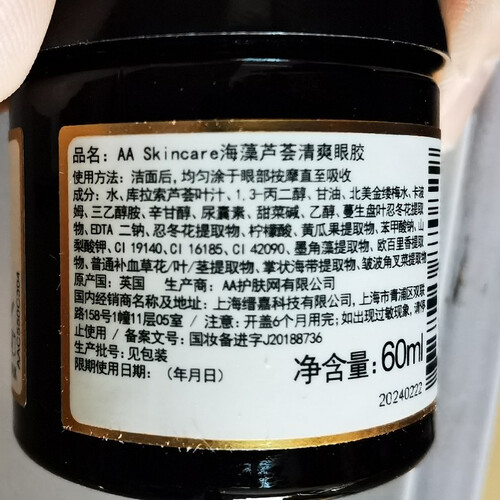 品名：AA Skincare海藻芦荟清爽眼胶
使用方法：洁面后，均匀涂于眼部按摩直至吸收
成分：水、库拉索芦荟叶汁、1,3-丙二醇、甘油、北美金缕梅水、卡波
姆、三乙醇胺、辛甘醇、尿囊素、甜菜碱、乙醇、蔓生盘叶忍冬花提取
物、EDTA 二钠、忍冬花提取物、柠檬酸、黄瓜果提取物、苯甲酸钠、山
梨酸钾、CI 19140、CI 16185、CI 42090、墨角藻提取物、欧百里香提取
物、普通补血草花/叶/茎提取物、掌状海带提取物、皱波角叉菜提取物
原产国：英国 生产商：AA护肤网有限公司
国内经销商名称及地址：上海缙嘉科技有限公司，上海市青浦区双联
路158号1幢11层05室 / 注意：开盖6个月用完；如出现过敏现象，请停
止使用 / 备案文号：国妆备进字J20188736
生产批号：见包装
限期使用日期：（年月日）
净含量：60ml
20240222
AAC550C304